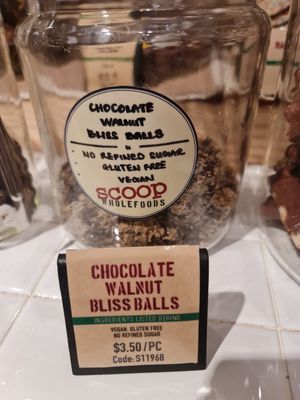 CHOCOLATE
WALNUT
BLISS BALLS
NO REFINED SUGAR
GLUTEN FREE
VEGAN
SCOOP
WHOLEFOODS
CHOCOLATE
WALNUT
BLISS BALLS
INGREDIENTS LISTED BEHIND
VEGAN. GLUTEN FREE
NO REFINED SUGAR
$3.50/PC
Code: S11968